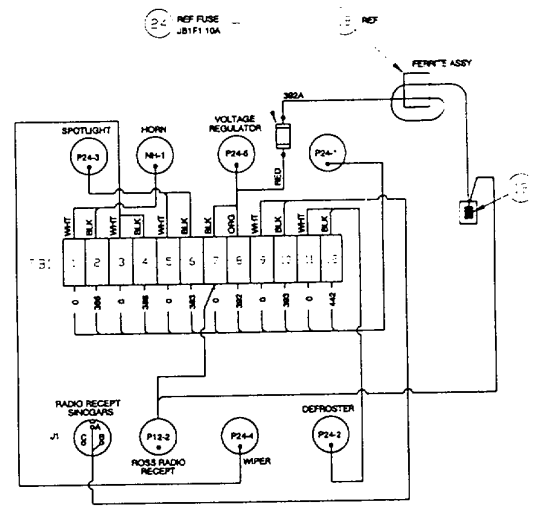 24 REF FUSE
JB1F1 10A
REF
FERRITE ASSY
392A
SPOTLIGHT
HORN
VOLTAGE
REGULATOR
P24-3
NH-1
P24-6
P24-1
RED
WHT BLK WHT BLK WHT BLK BLK ORG WHT BLK WHT BLK
1 2 3 4 5 6 7 8 9 10 11 12
0 386 0 388 0 383 0 392 0 393 0 442
RADIO RECEPT
SINCGARS
J1
A
C
B
P12-2
ROSS RADIO
RECEPT
P24-4
WIPER
DEFROSTER
P24-2